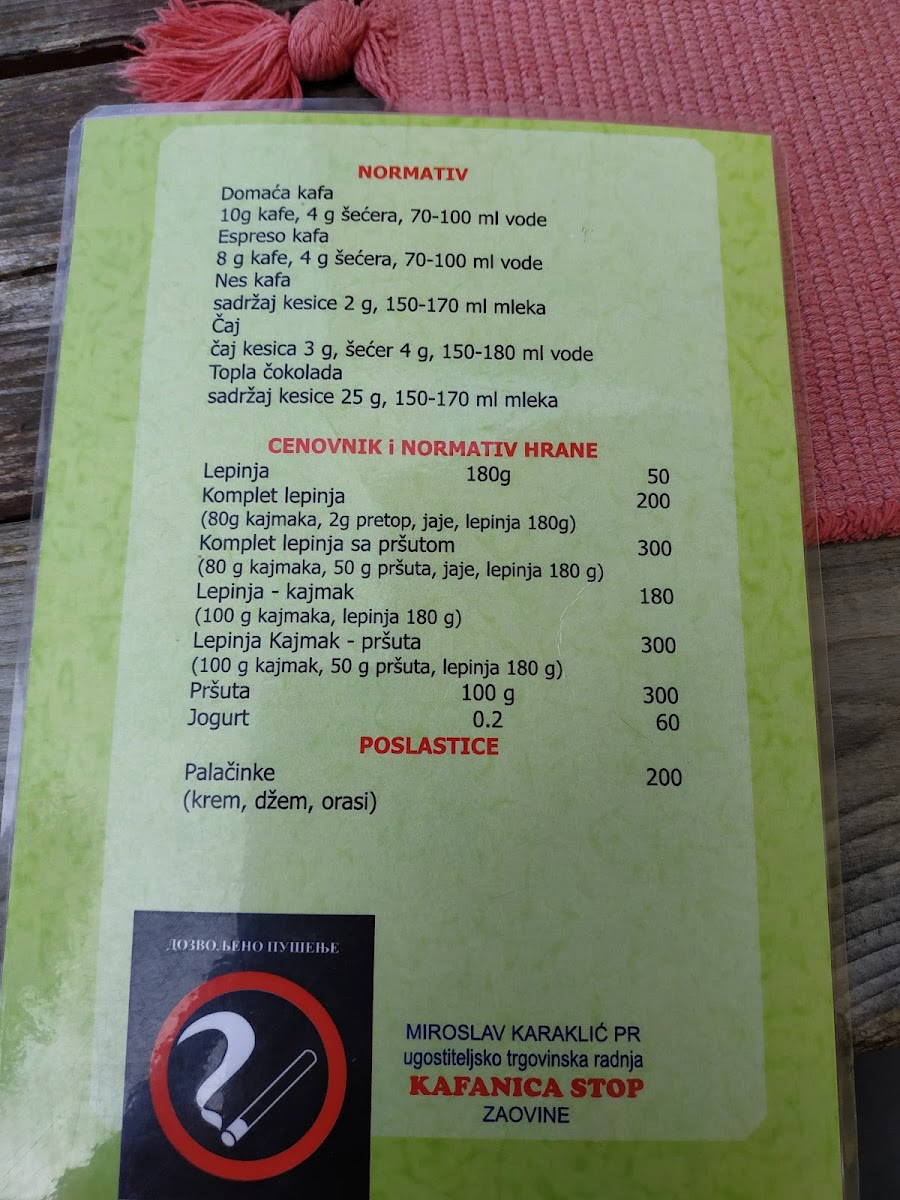 NORMATIV
Domaća kafa
10g kafe, 4 g šećera, 70-100 ml vode
Espreso kafa
8 g kafe, 4 g šećera, 70-100 ml vode
Nes kafa
sadržaj kesice 2 g, 150-170 ml mleka
Čaj
čaj kesica 3 g, šećer 4 g, 150-180 ml vode
Topla čokolada
sadržaj kesice 25 g, 150-170 ml mleka
CENOVNIK i NORMATIV HRANE
Lepinja 180g 50
Komplet lepinja 200
(80g kajmaka, 2g pretop, jaje, lepinja 180g)
Komplet lepinja sa pršutom 300
(80 g kajmaka, 50 g pršuta, jaje, lepinja 180 g)
Lepinja - kajmak 180
(100 g kajmaka, lepinja 180 g)
Lepinja Kajmak - pršuta 300
(100 g kajmak, 50 g pršuta, lepinja 180 g)
Pršuta 100 g 300
Jogurt 0.2 60
POSLASTICE
Palačinke 200
(krem, džem, orasi)
ДОЗВОЉЕНО ПУШЕЊЕ
MIROSLAV KARAKLIĆ PR
ugostiteljsko trgovinska radnja
KAFANICA STOP
ZAOVINE